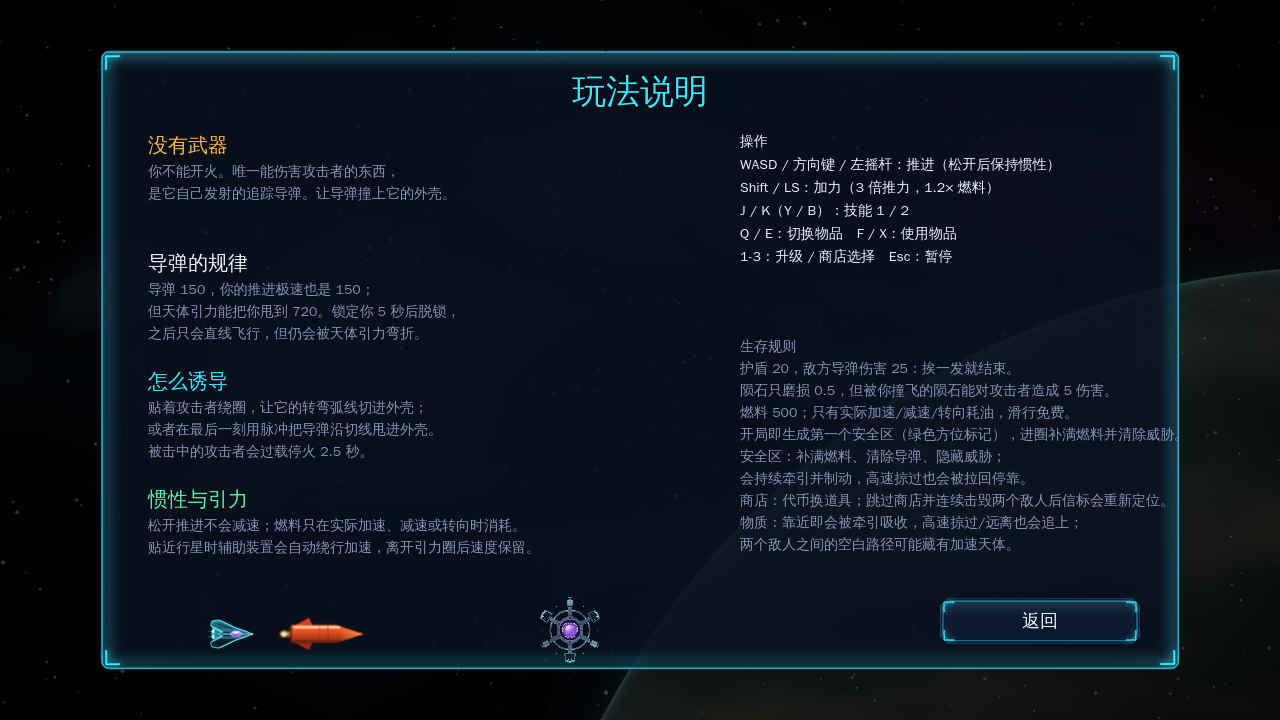 玩法说明
没有武器
你不能开火。唯一能伤害攻击者的东西，
是它自己发射的追踪导弹。让导弹撞上它的外壳。
导弹的规律
导弹 150，你的推进极速也是 150；
但天体引力能把你甩到 720。锁定你 5 秒后脱锁，
之后只会直线飞行，但仍会被天体引力弯折。
怎么诱导
贴着攻击者绕圈，让它的转弯弧线切进外壳；
或者在最后一刻用脉冲把导弹沿切线甩进外壳。
被击中的攻击者会过载停火 2.5 秒。
惯性与引力
松开推进不会减速；燃料只在实际加速、减速或转向时消耗。
贴近行星时辅助装置会自动绕行加速，离开引力圈后速度保留。
操作
WASD / 方向键 / 左摇杆：推进（松开后保持惯性）
Shift / LS：加力（3 倍推力，1.2× 燃料）
J / K（Y / B）：技能 1 / 2
Q / E：切换物品　F / X：使用物品
1-3：升级 / 商店选择　Esc：暂停
生存规则
护盾 20，敌方导弹伤害 25：挨一发就结束。
陨石只磨损 0.5，但被你撞飞的陨石能对攻击者造成 5 伤害。
燃料 500；只有实际加速/减速/转向耗油，滑行免费。
开局即生成第一个安全区（绿色方位标记），进圈补满燃料并清除威胁。
安全区：补满燃料、清除导弹、隐藏威胁；
会持续牵引并制动，高速掠过也会被拉回停靠。
商店：代币换道具；跳过商店并连续击毁两个敌人后信标会重新定位。
物质：靠近即会被牵引吸收，高速掠过/远离也会追上；
两个敌人之间的空白路径可能藏有加速天体。
返回